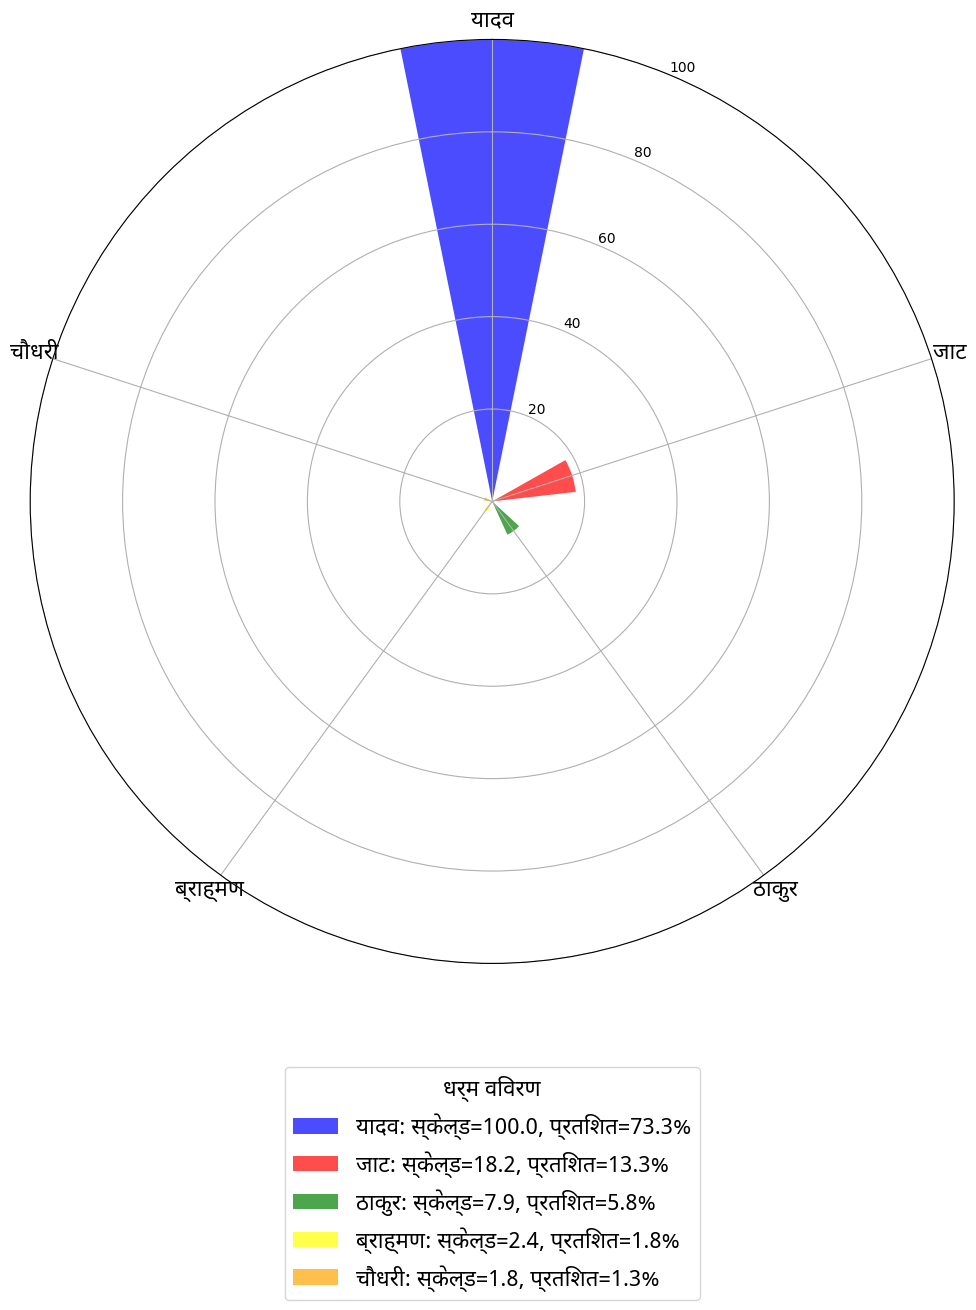 यादव
100
80
60
40
20
चौधरी
जाट
ब्राह्मण
ठाकुर
धर्म विवरण
यादव: स्केल्ड=100.0, प्रतिशत=73.3%
जाट: स्केल्ड=18.2, प्रतिशत=13.3%
ठाकुर: स्केल्ड=7.9, प्रतिशत=5.8%
ब्राह्मण: स्केल्ड=2.4, प्रतिशत=1.8%
चौधरी: स्केल्ड=1.8, प्रतिशत=1.3%